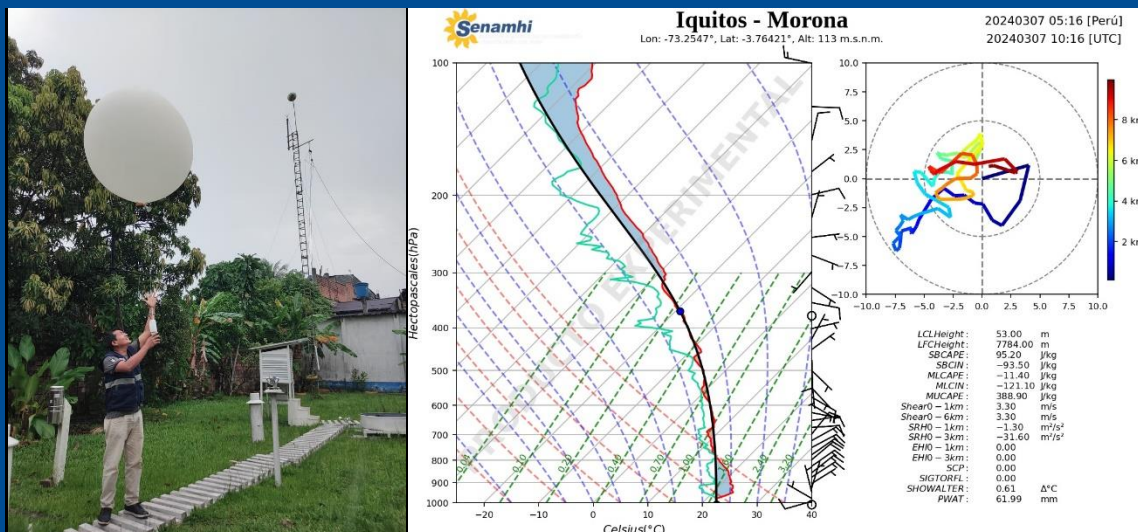 Senamhi
Iquitos - Morona
Lon: -73.2547°, Lat: -3.76421°, Alt: 113 m.s.n.m.
20240307 05:16 [Perú]
20240307 10:16 [UTC]
Hectopascales(hPa)
100
200
300
400
500
600
700
800
900
1000
-20
-10
0
10
20
30
40
Celsius(°C)
EXPERIMENTAL
10.0
7.5
5.0
2.5
0.0
-2.5
-5.0
-7.5
-10.0
-10.0
-7.5
-5.0
-2.5
0.0
2.5
5.0
7.5
10.0
8 km
6 km
4 km
2 km
LCLHeight : 53.00 m
LFCHeight : 7784.00 m
SBCAPE : 95.20 J/kg
SBCIN : −93.50 J/kg
MLCAPE : −11.40 J/kg
MLCIN : −121.10 J/kg
MUCAPE : 388.90 J/kg
Shear0 − 1km : 3.30 m/s
Shear0 − 6km : 3.30 m/s
SRH0 − 1km : −1.30 m²/s²
SRH0 − 3km : −31.60 m²/s²
EHI0 − 1km : 0.00
EHI0 − 3km : 0.00
SCP : 0.00
SIGTORFL : 0.00
SHOWALTER : 0.61 Δ°C
PWAT : 61.99 mm